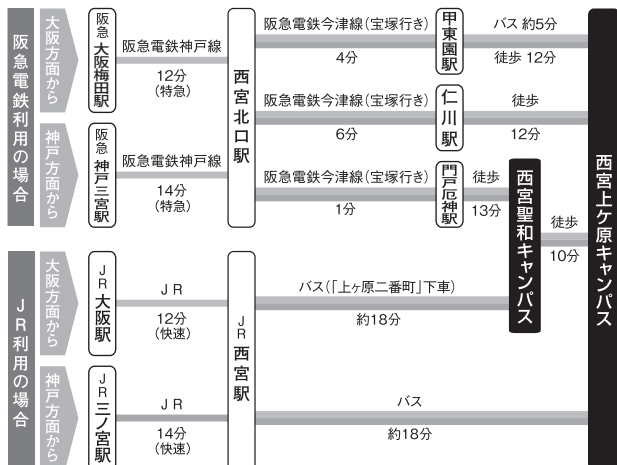 阪急電鉄利用の場合
大阪方面から
阪急 大阪梅田駅
阪急電鉄神戸線
12分
(特急)
神戸方面から
阪急 神戸三宮駅
阪急電鉄神戸線
14分
(特急)
西宮北口駅
阪急電鉄今津線(宝塚行き)
4分
甲東園駅
バス 約5分
徒歩 12分
阪急電鉄今津線(宝塚行き)
6分
仁川駅
徒歩
12分
阪急電鉄今津線(宝塚行き)
1分
門戸厄神駅
徒歩
13分
西宮聖和キャンパス
徒歩
10分
西宮上ケ原キャンパス
JR利用の場合
大阪方面から
JR 大阪駅
JR
12分
(快速)
神戸方面から
JR 三ノ宮駅
JR
14分
(快速)
JR 西宮駅
バス(「上ヶ原二番町」下車)
約18分
バス
約18分